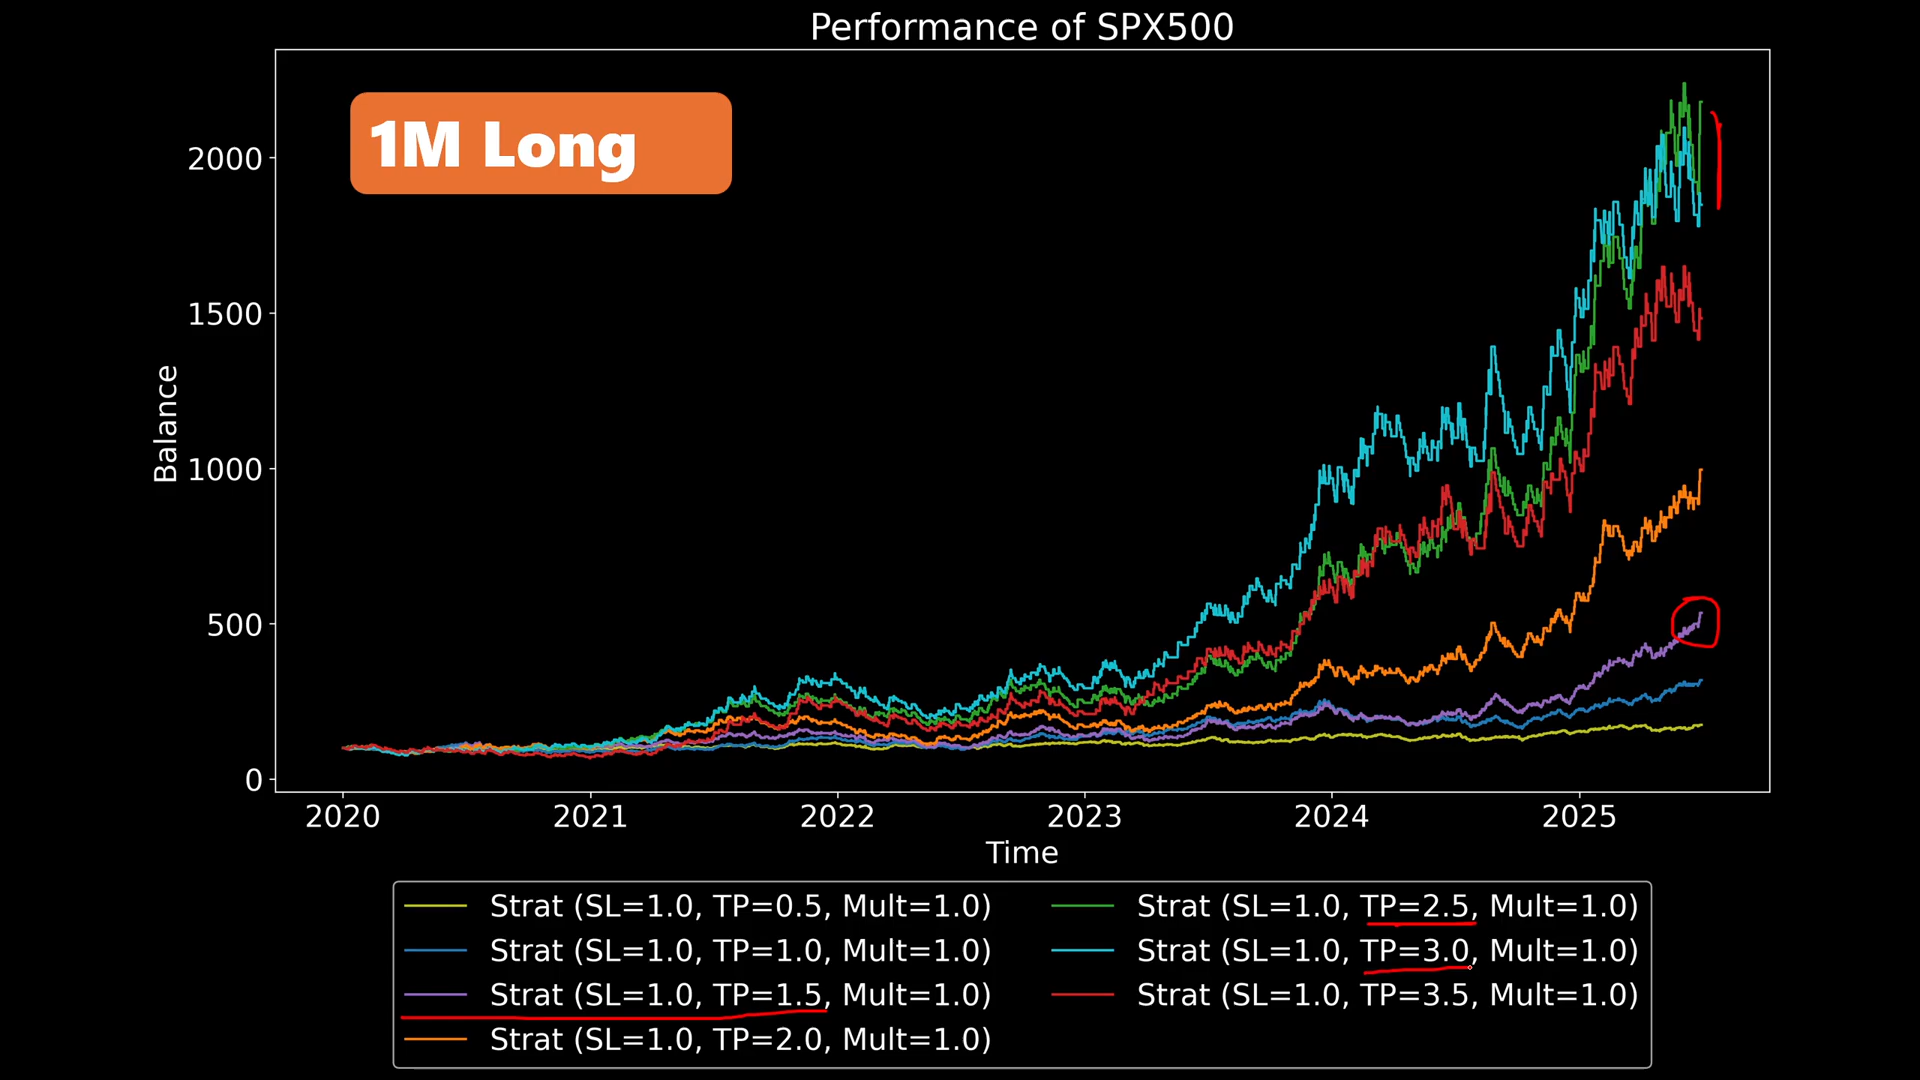 Performance of SPX500
1M Long
2000
1500
1000
500
0
Balance
2020 2021 2022 2023 2024 2025
Time
Strat (SL=1.0, TP=0.5, Mult=1.0)
Strat (SL=1.0, TP=1.0, Mult=1.0)
Strat (SL=1.0, TP=1.5, Mult=1.0)
Strat (SL=1.0, TP=2.0, Mult=1.0)
Strat (SL=1.0, TP=2.5, Mult=1.0)
Strat (SL=1.0, TP=3.0, Mult=1.0)
Strat (SL=1.0, TP=3.5, Mult=1.0)